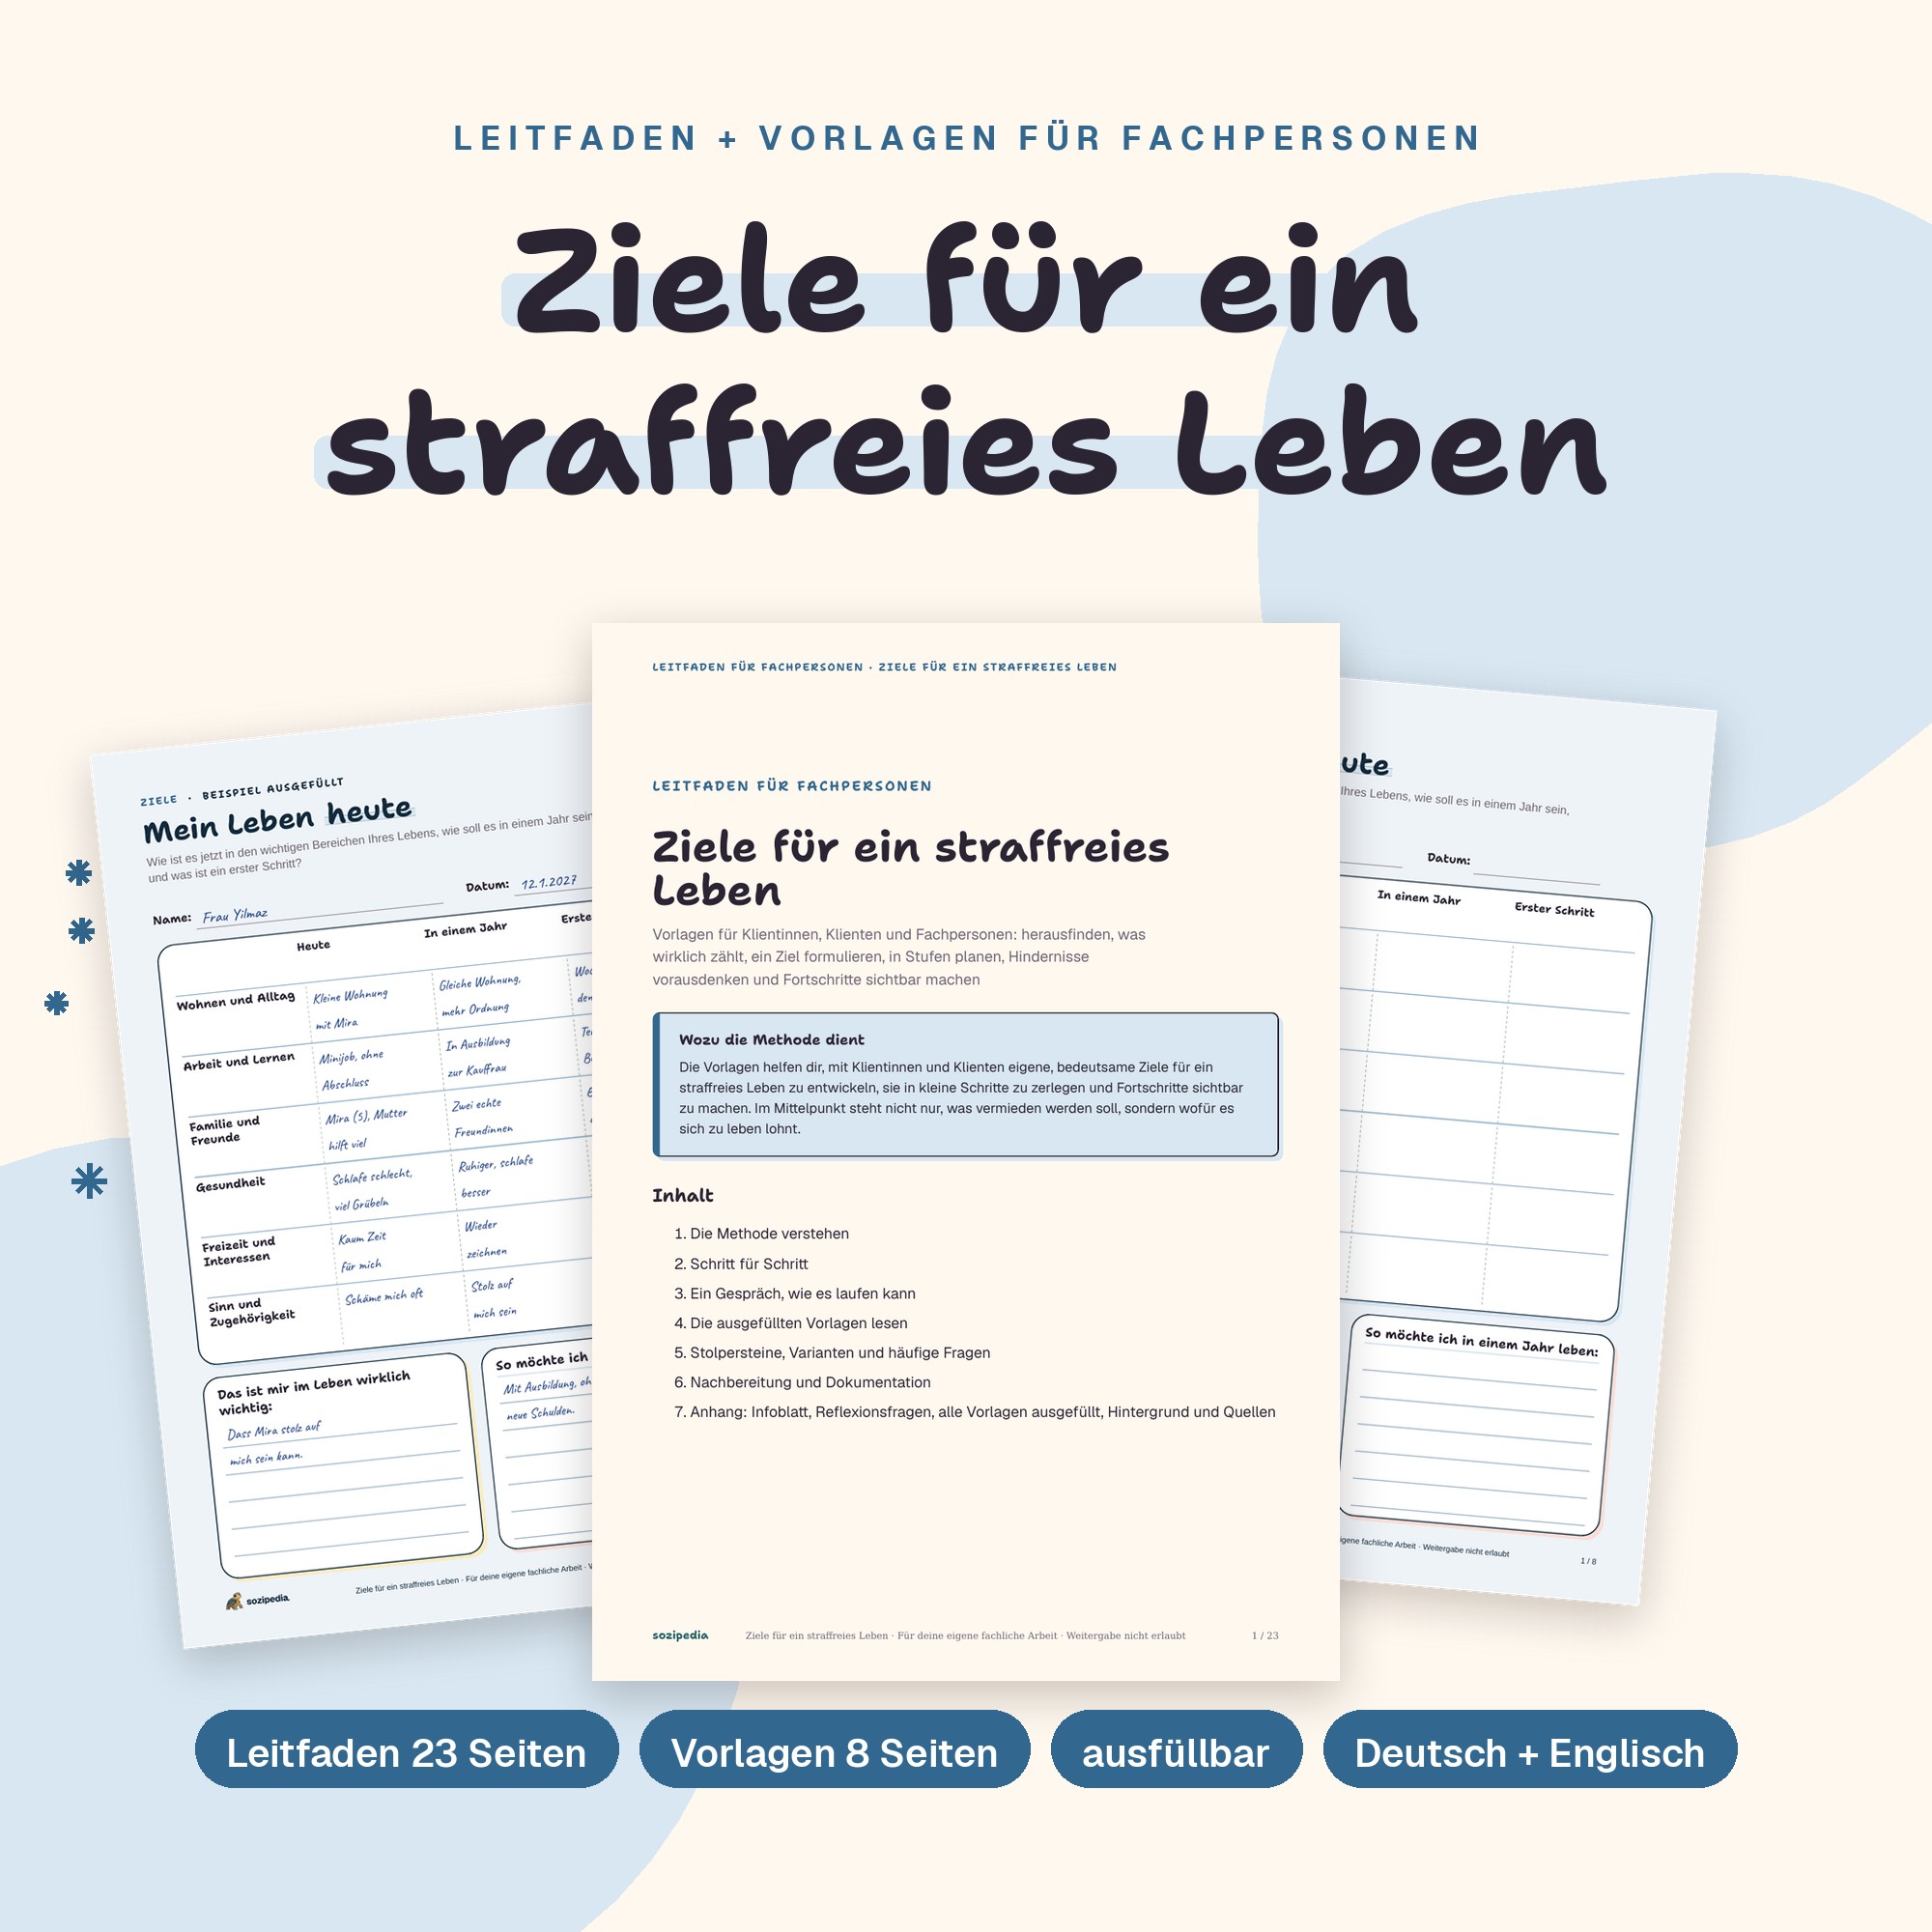 LEITFADEN + VORLAGEN FÜR FACHPERSONEN
Ziele für ein
straffreies Leben
ZIELE · BEISPIEL AUSGEFÜLLT
Mein Leben heute
Wie ist es jetzt in den wichtigen Bereichen Ihres Lebens, wie soll es in einem Jahr sein,
und was ist ein erster Schritt?
Name: Frau Yilmaz
Datum: 12.1.2027
Heute
In einem Jahr
Wohnen und Alltag
Kleine Wohnung
mit Mira
Gleiche Wohnung,
mehr Ordnung
Arbeit und Lernen
Minijob, ohne
Abschluss
In Ausbildung
zur Kauffrau
Familie und
Freunde
Mira (5), Mutter
hilft viel
Zwei echte
Freundinnen
Gesundheit
Schlafe schlecht,
viel Grübeln
Ruhiger, schlafe
besser
Freizeit und
Interessen
Kaum Zeit
für mich
Wieder
zeichnen
Sinn und
Zugehörigkeit
Schäme mich oft
Stolz auf
mich sein
Das ist mir im Leben wirklich
wichtig:
Dass Mira stolz auf
mich sein kann.
So möchte ich
Mit Ausbildung,
neue Schulden.
sozipedia
Ziele für ein straffreies Leben · Für deine eigene fachliche Arbeit ·
LEITFADEN FÜR FACHPERSONEN · ZIELE FÜR EIN STRAFFREIES LEBEN
LEITFADEN FÜR FACHPERSONEN
Ziele für ein straffreies
Leben
Vorlagen für Klientinnen, Klienten und Fachpersonen: herausfinden, was
wirklich zählt, ein Ziel formulieren, in Stufen planen, Hindernisse
vorausdenken und Fortschritte sichtbar machen
Wozu die Methode dient
Die Vorlagen helfen dir, mit Klientinnen und Klienten eigene, bedeutsame Ziele für ein
straffreies Leben zu entwickeln, sie in kleine Schritte zu zerlegen und Fortschritte sichtbar
zu machen. Im Mittelpunkt steht nicht nur, was vermieden werden soll, sondern wofür es
sich zu leben lohnt.
Inhalt
1. Die Methode verstehen
2. Schritt für Schritt
3. Ein Gespräch, wie es laufen kann
4. Die ausgefüllten Vorlagen lesen
5. Stolpersteine, Varianten und häufige Fragen
6. Nachbereitung und Dokumentation
7. Anhang: Infoblatt, Reflexionsfragen, alle Vorlagen ausgefüllt, Hintergrund und Quellen
sozipedia
Ziele für ein straffreies Leben · Für deine eigene fachliche Arbeit · Weitergabe nicht erlaubt
1 / 23
Ihres Lebens, wie soll es in einem Jahr sein,
Datum:
In einem Jahr
Erster Schritt
So möchte ich in einem Jahr leben:
fachliche Arbeit · Weitergabe nicht erlaubt
1 / 8
Leitfaden 23 Seiten
Vorlagen 8 Seiten
ausfüllbar
Deutsch + Englisch